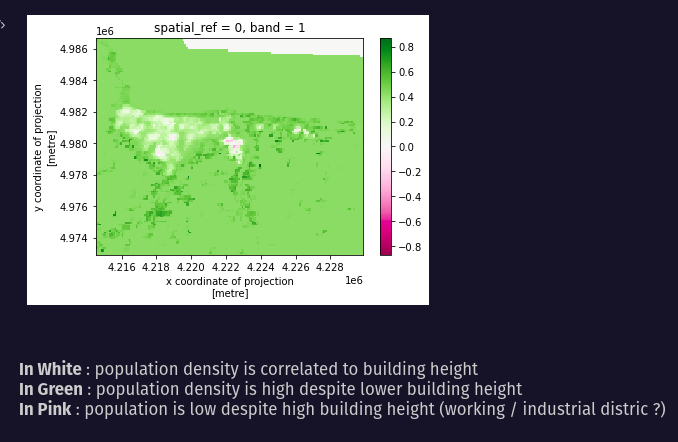 spatial_ref = 0, band = 1
1e6
4.986
4.984
4.982
4.980
4.978
4.976
4.974
y coordinate of projection
[metre]
4.216 4.218 4.220 4.222 4.224 4.226 4.228
1e6
x coordinate of projection
[metre]
0.8
0.6
0.4
0.2
0.0
−0.2
−0.4
−0.6
−0.8
In White : population density is correlated to building height
In Green : population density is high despite lower building height
In Pink : population is low despite high building height (working / industrial distric ?)